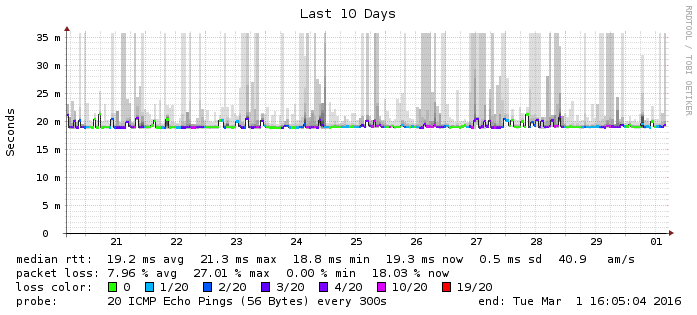 Last 10 Days
35 m
30 m
25 m
20 m
15 m
10 m
5 m
0
Seconds
21 22 23 24 25 26 27 28 29 01
RRDTOOL / TOBI OETIKER
median rtt: 19.2 ms avg 21.3 ms max 18.8 ms min 19.3 ms now 0.5 ms sd 40.9 am/s
packet loss: 7.96 % avg 27.01 % max 0.00 % min 18.03 % now
loss color: 0 1/20 2/20 3/20 4/20 10/20 19/20
probe: 20 ICMP Echo Pings (56 Bytes) every 300s end: Tue Mar 1 16:05:04 2016